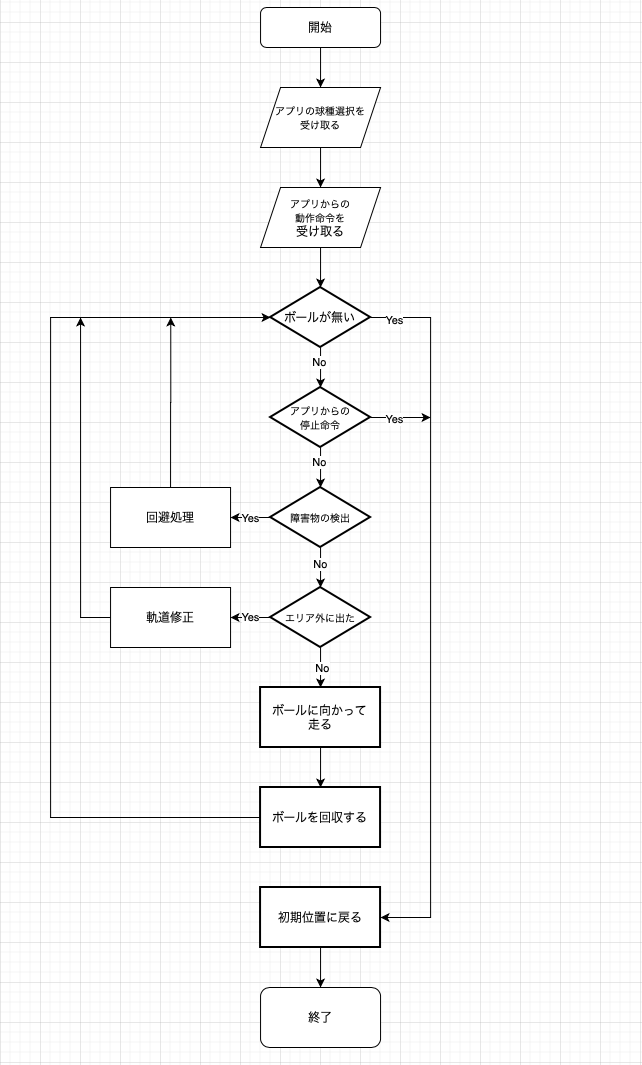 開始
アプリの球種選択を
受け取る
アプリからの
動作命令を
受け取る
ボールが無い
Yes
No
アプリからの
停止命令
Yes
No
回避処理
Yes
障害物の検出
No
軌道修正
Yes
エリア外に出た
No
ボールに向かって
走る
ボールを回収する
初期位置に戻る
終了